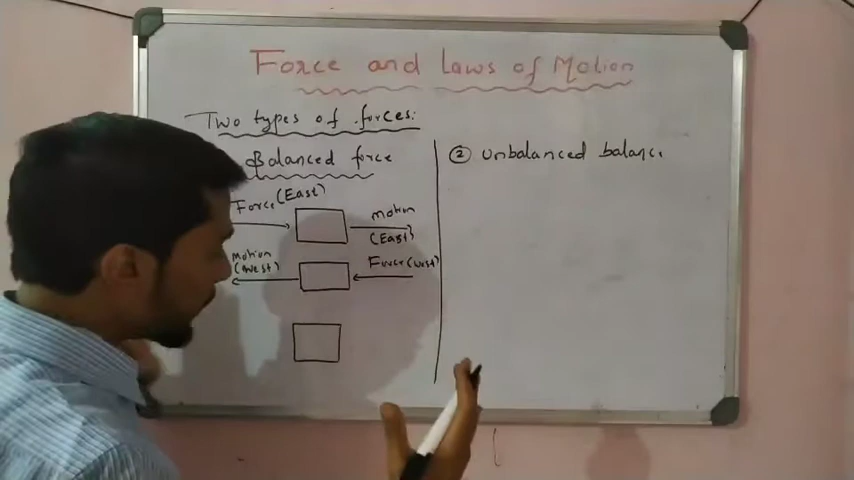 Force and Laws of Motion
Two types of forces:
Balanced force
Force (East)
motion
(East)
Motion
(West)
Force (West)
② Unbalanced balanc